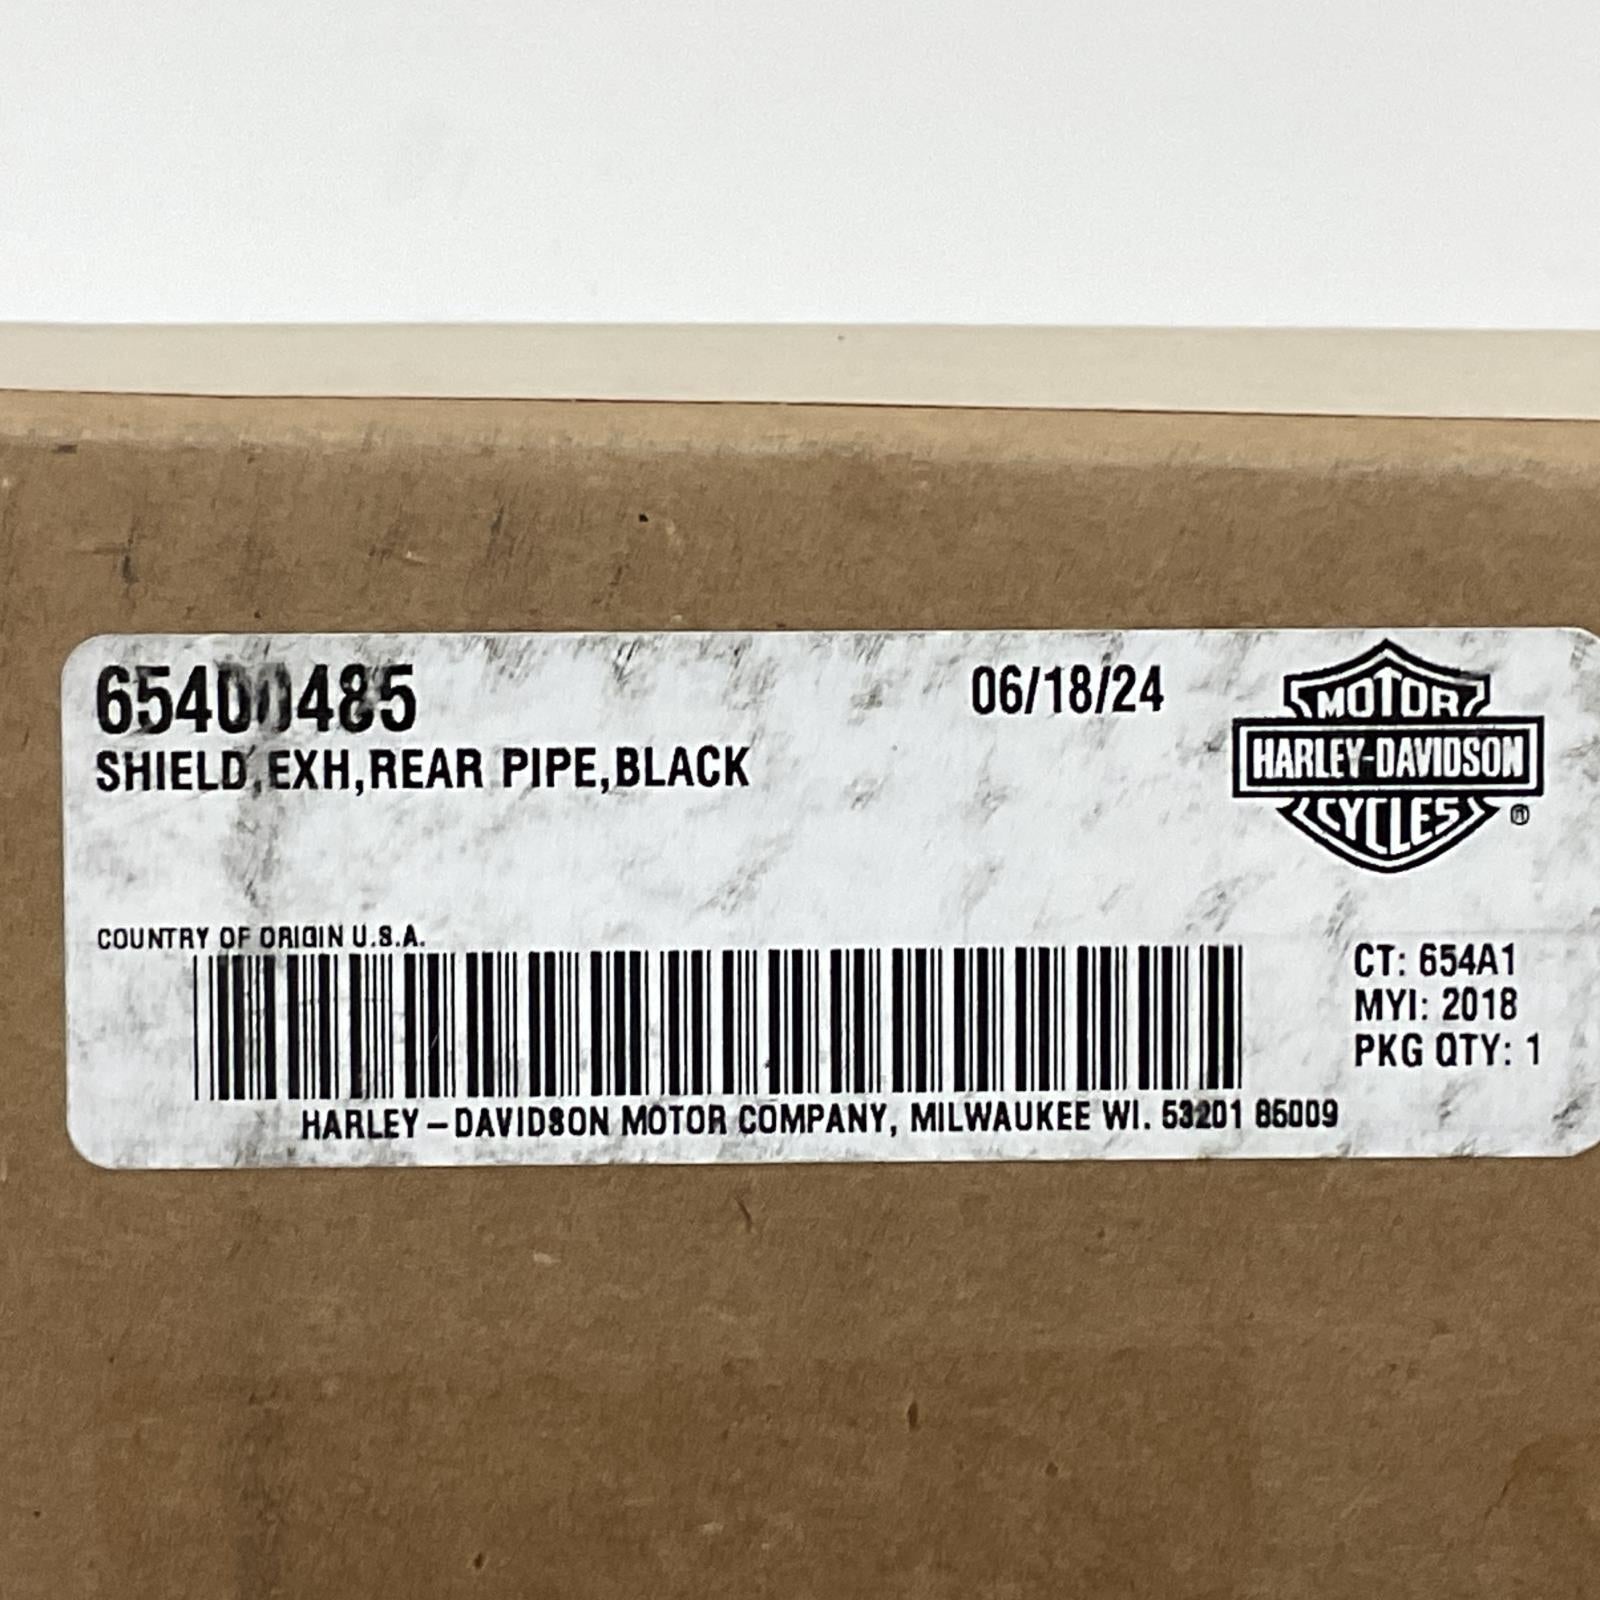 65400485
06/18/24
SHIELD,EXH,REAR PIPE,BLACK
MOTOR
HARLEY-DAVIDSON
CYCLES
®
COUNTRY OF ORIGIN U.S.A.
CT: 654A1
MYI: 2018
PKG QTY: 1
HARLEY-DAVIDSON MOTOR COMPANY, MILWAUKEE WI. 53201 85009